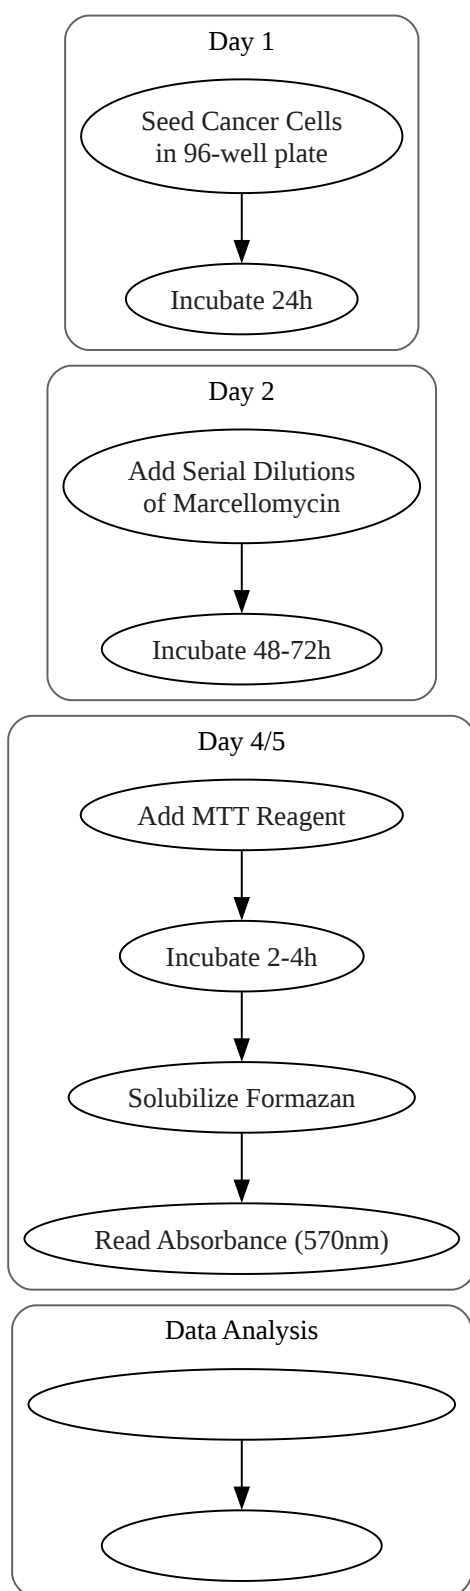 Day 1
Seed Cancer Cells
in 96-well plate
Incubate 24h
Day 2
Add Serial Dilutions
of Marcellomycin
Incubate 48-72h
Day 4/5
Add MTT Reagent
Incubate 2-4h
Solubilize Formazan
Read Absorbance (570nm)
Data Analysis